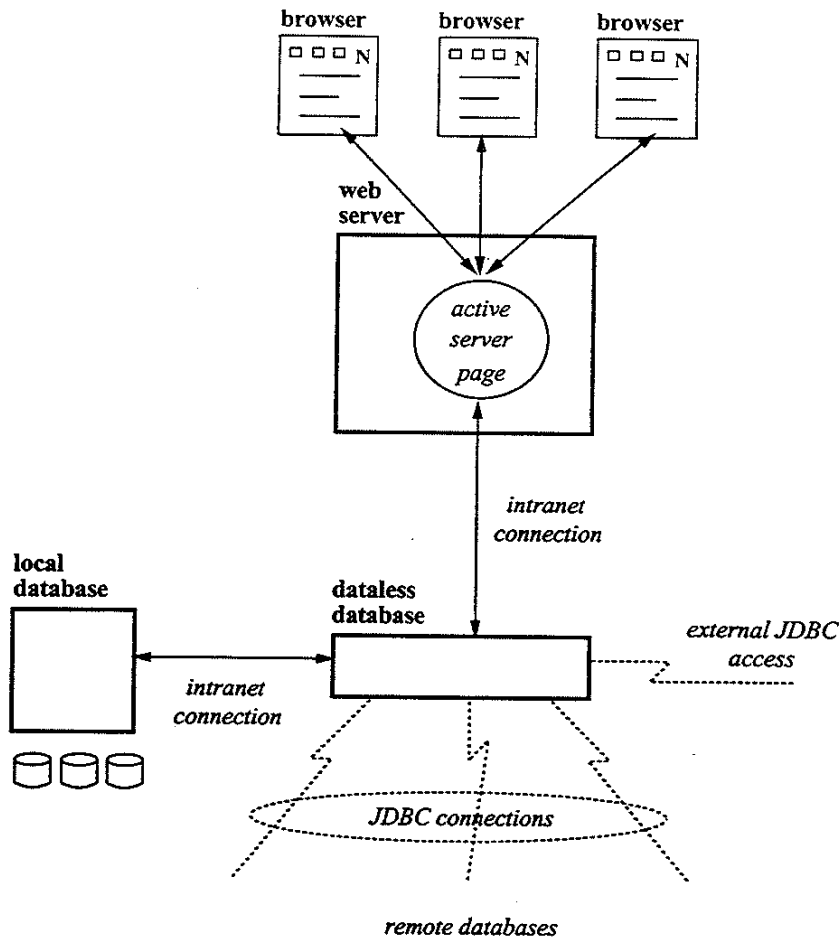 browser
browser
browser
N
N
N
web
server
active
server
page
intranet
connection
local
database
dataless
database
external JDBC
access
intranet
connection
JDBC connections
remote databases